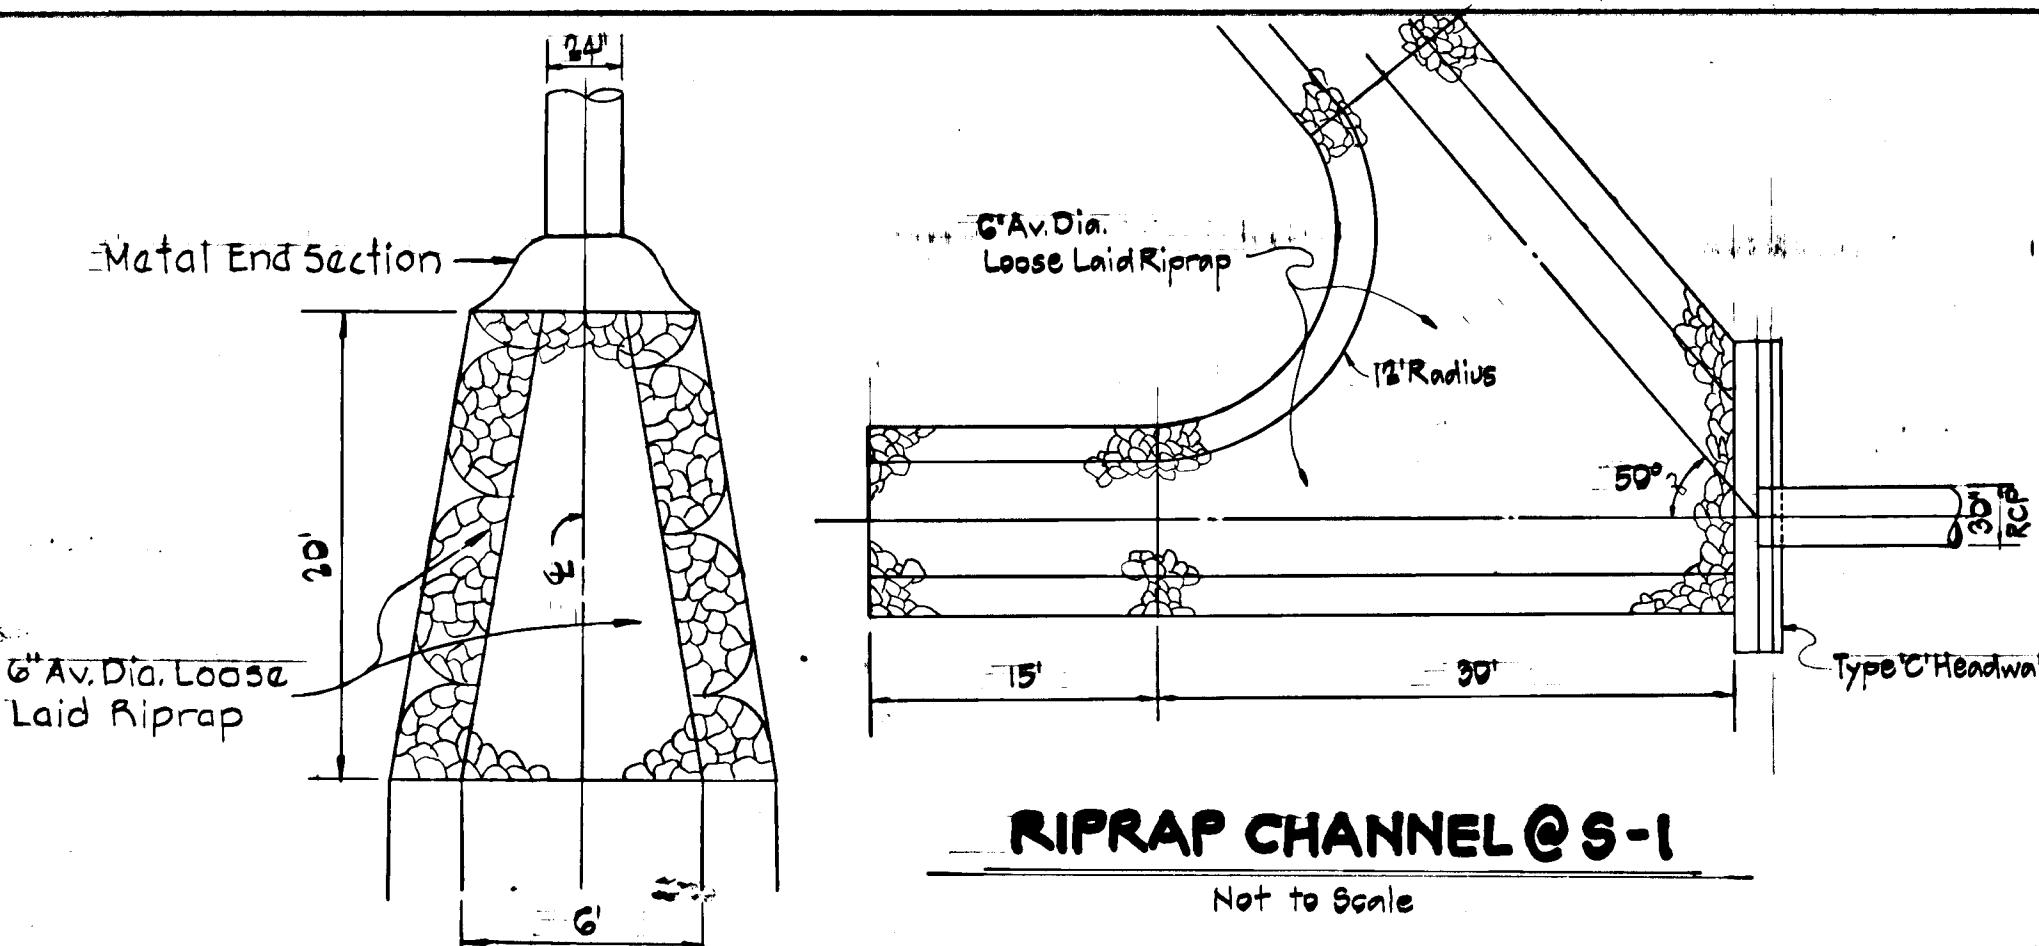 24"
Metal End Section
20'
℄
6" Av. Dia. Loose
Laid Riprap
6'
6" Av. Dia.
Loose Laid Riprap
12' Radius
50°
30"
RCP
15'
30'
Type 'C' Headwa
RIPRAP CHANNEL @ S-1
Not to Scale